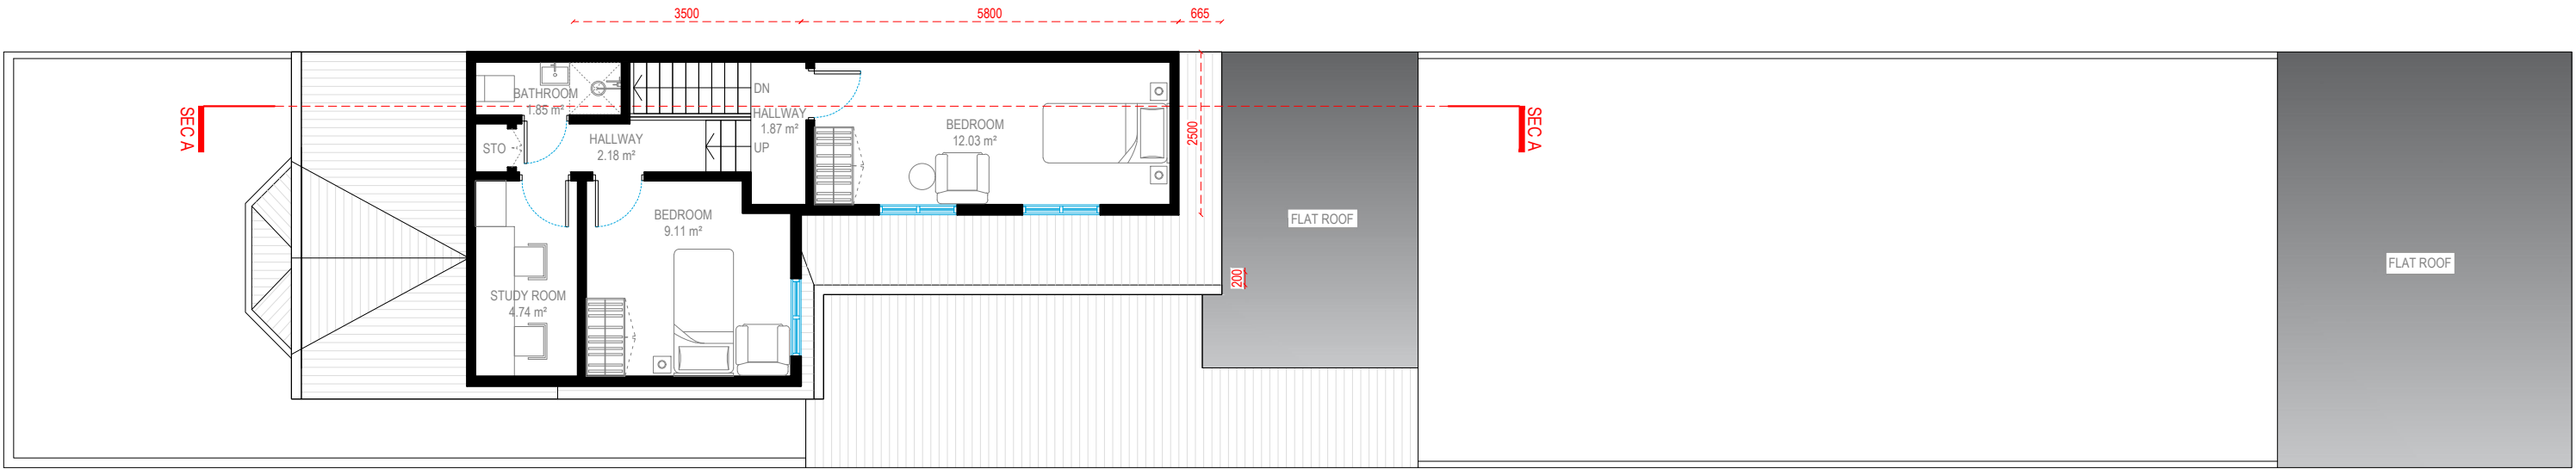 3500
5800
665
SEC A
BATHROOM
1.85 m²
DN
HALLWAY
1.87 m²
UP
HALLWAY
2.18 m²
STO
BEDROOM
12.03 m²
2500
SEC A
BEDROOM
9.11 m²
STUDY ROOM
4.74 m²
200
FLAT ROOF
FLAT ROOF